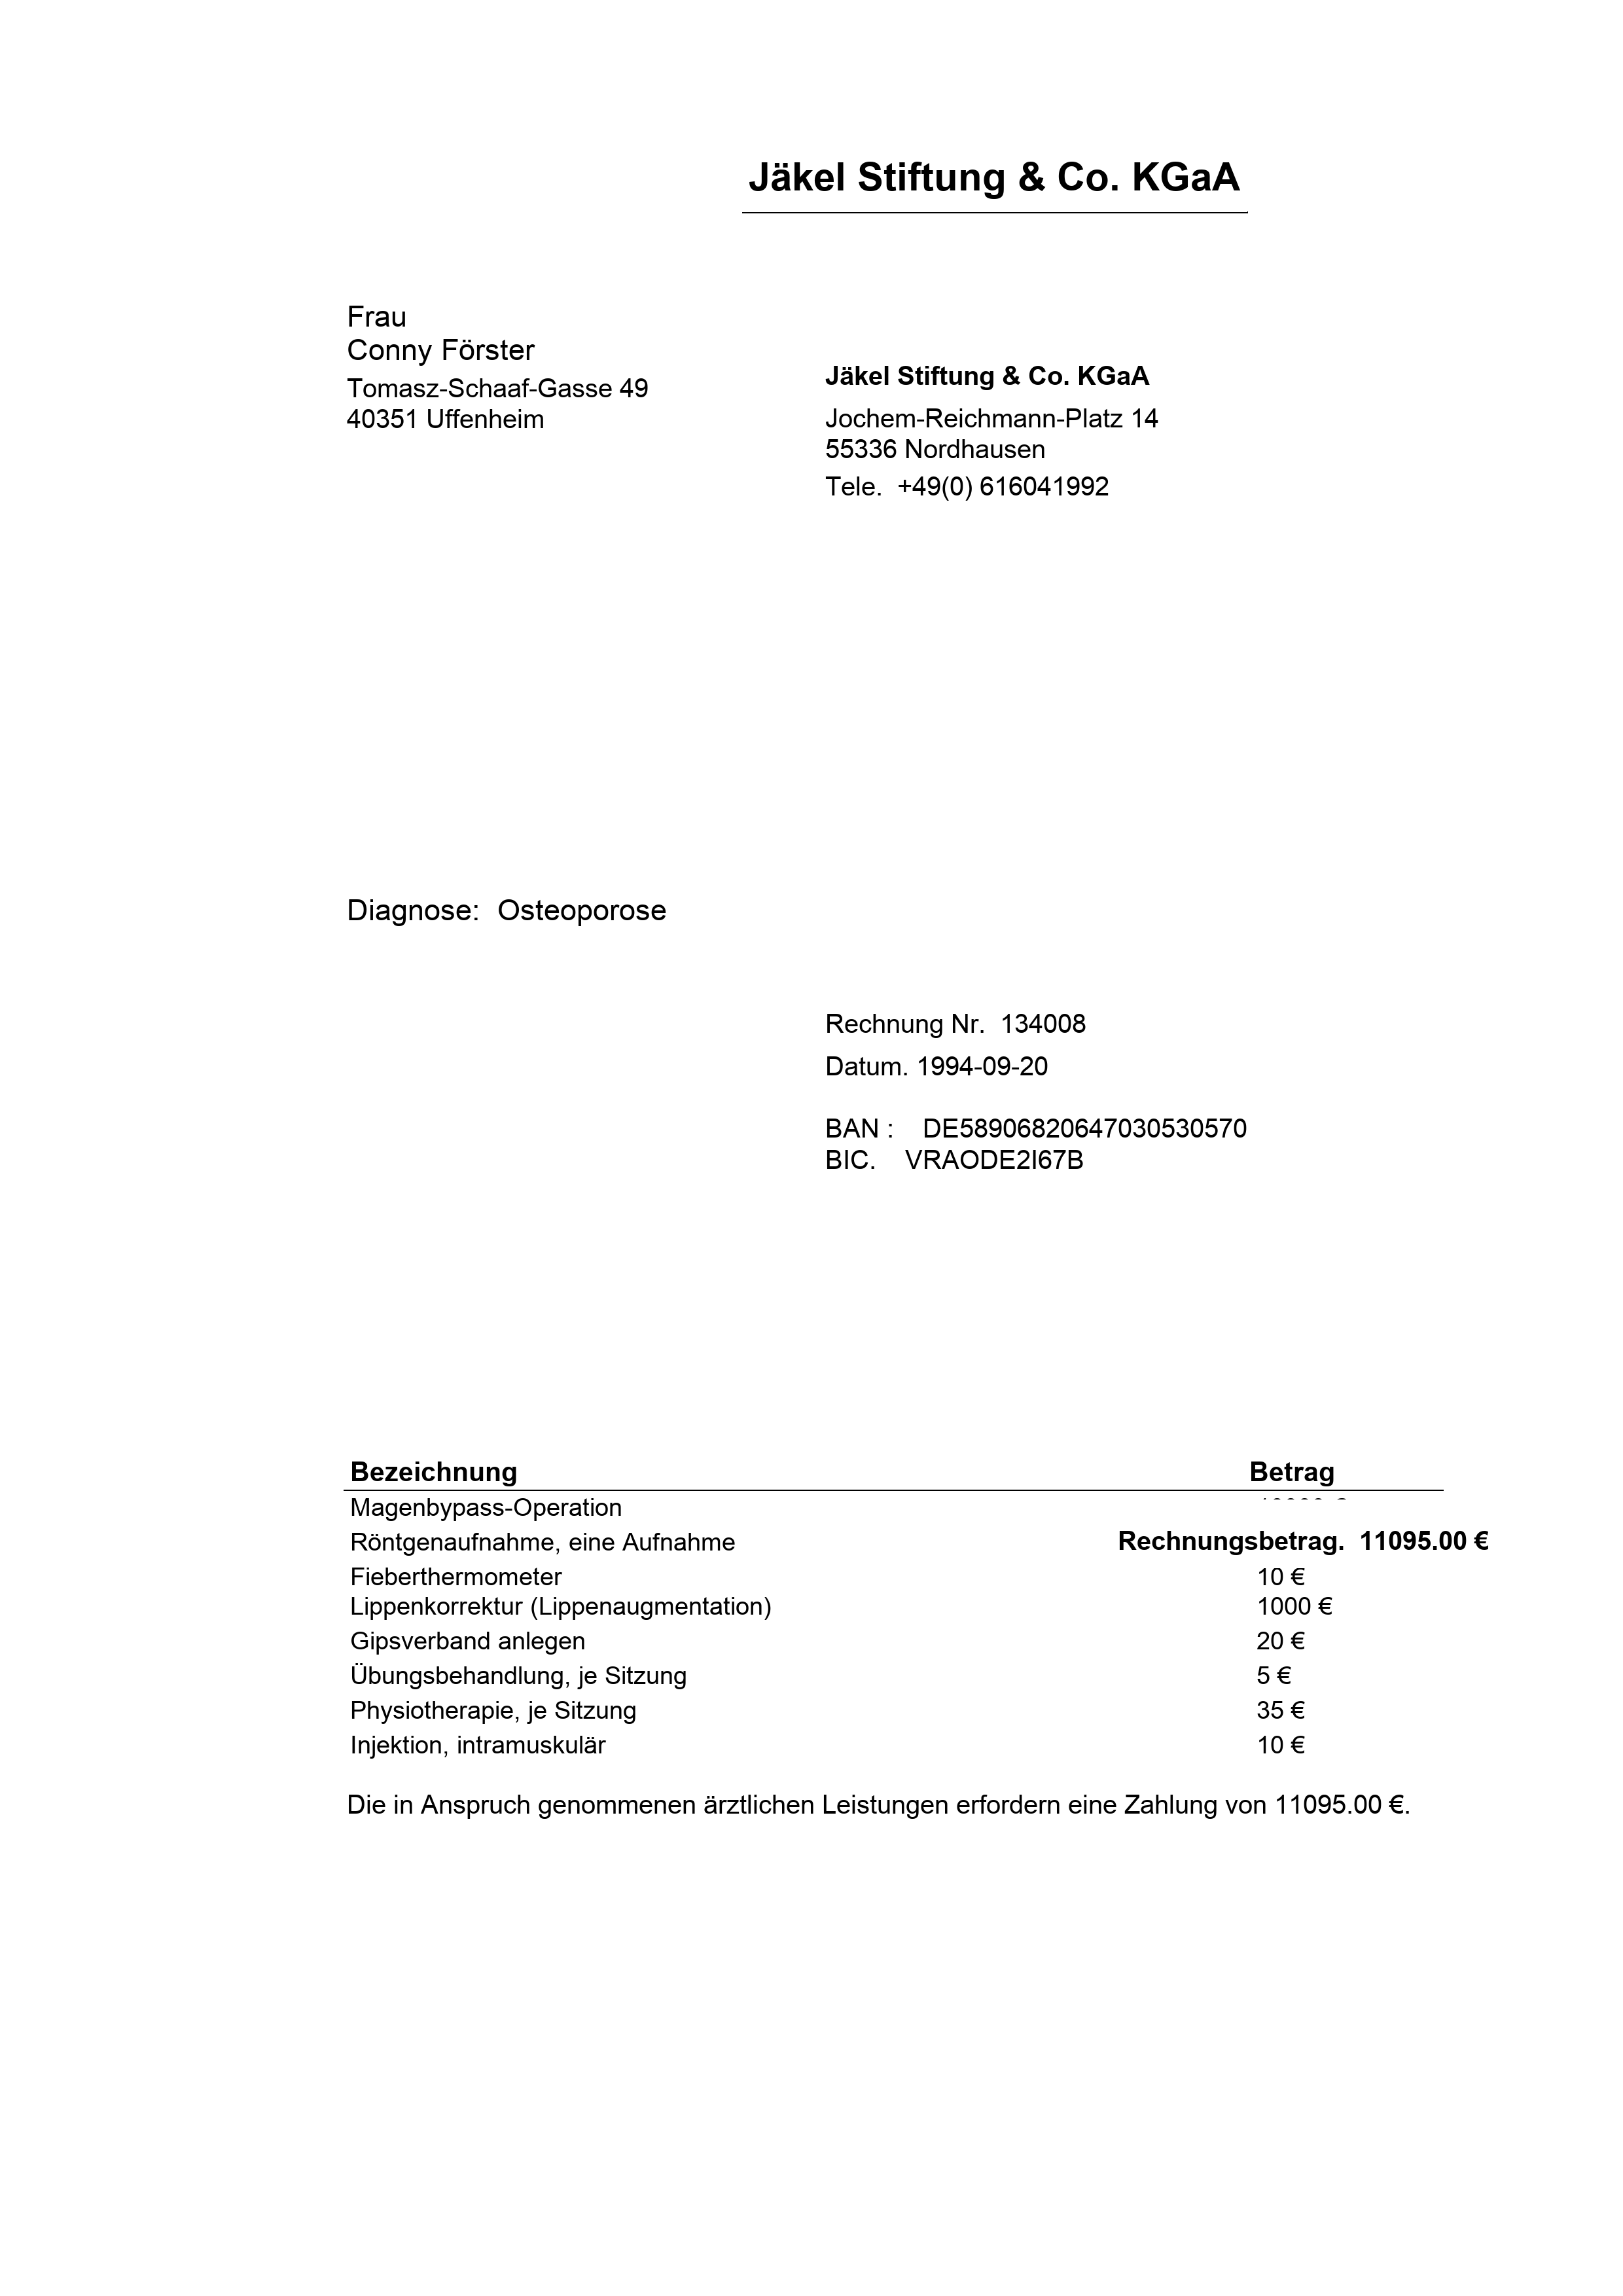 Jäkel Stiftung & Co. KGaA
Frau
Conny Förster
Tomasz-Schaaf-Gasse 49
40351 Uffenheim
Jäkel Stiftung & Co. KGaA
Jochem-Reichmann-Platz 14
55336 Nordhausen
Tele. +49(0) 616041992
Diagnose: Osteoporose
Rechnung Nr. 134008
Datum. 1994-09-20
BAN : DE58906820647030530570
BIC. VRAODE2I67B
Bezeichnung Betrag
Magenbypass-Operation
Röntgenaufnahme, eine Aufnahme Rechnungsbetrag. 11095.00 €
Fieberthermometer 10 €
Lippenkorrektur (Lippenaugmentation) 1000 €
Gipsverband anlegen 20 €
Übungsbehandlung, je Sitzung 5 €
Physiotherapie, je Sitzung 35 €
Injektion, intramuskulär 10 €
Die in Anspruch genommenen ärztlichen Leistungen erfordern eine Zahlung von 11095.00 €.